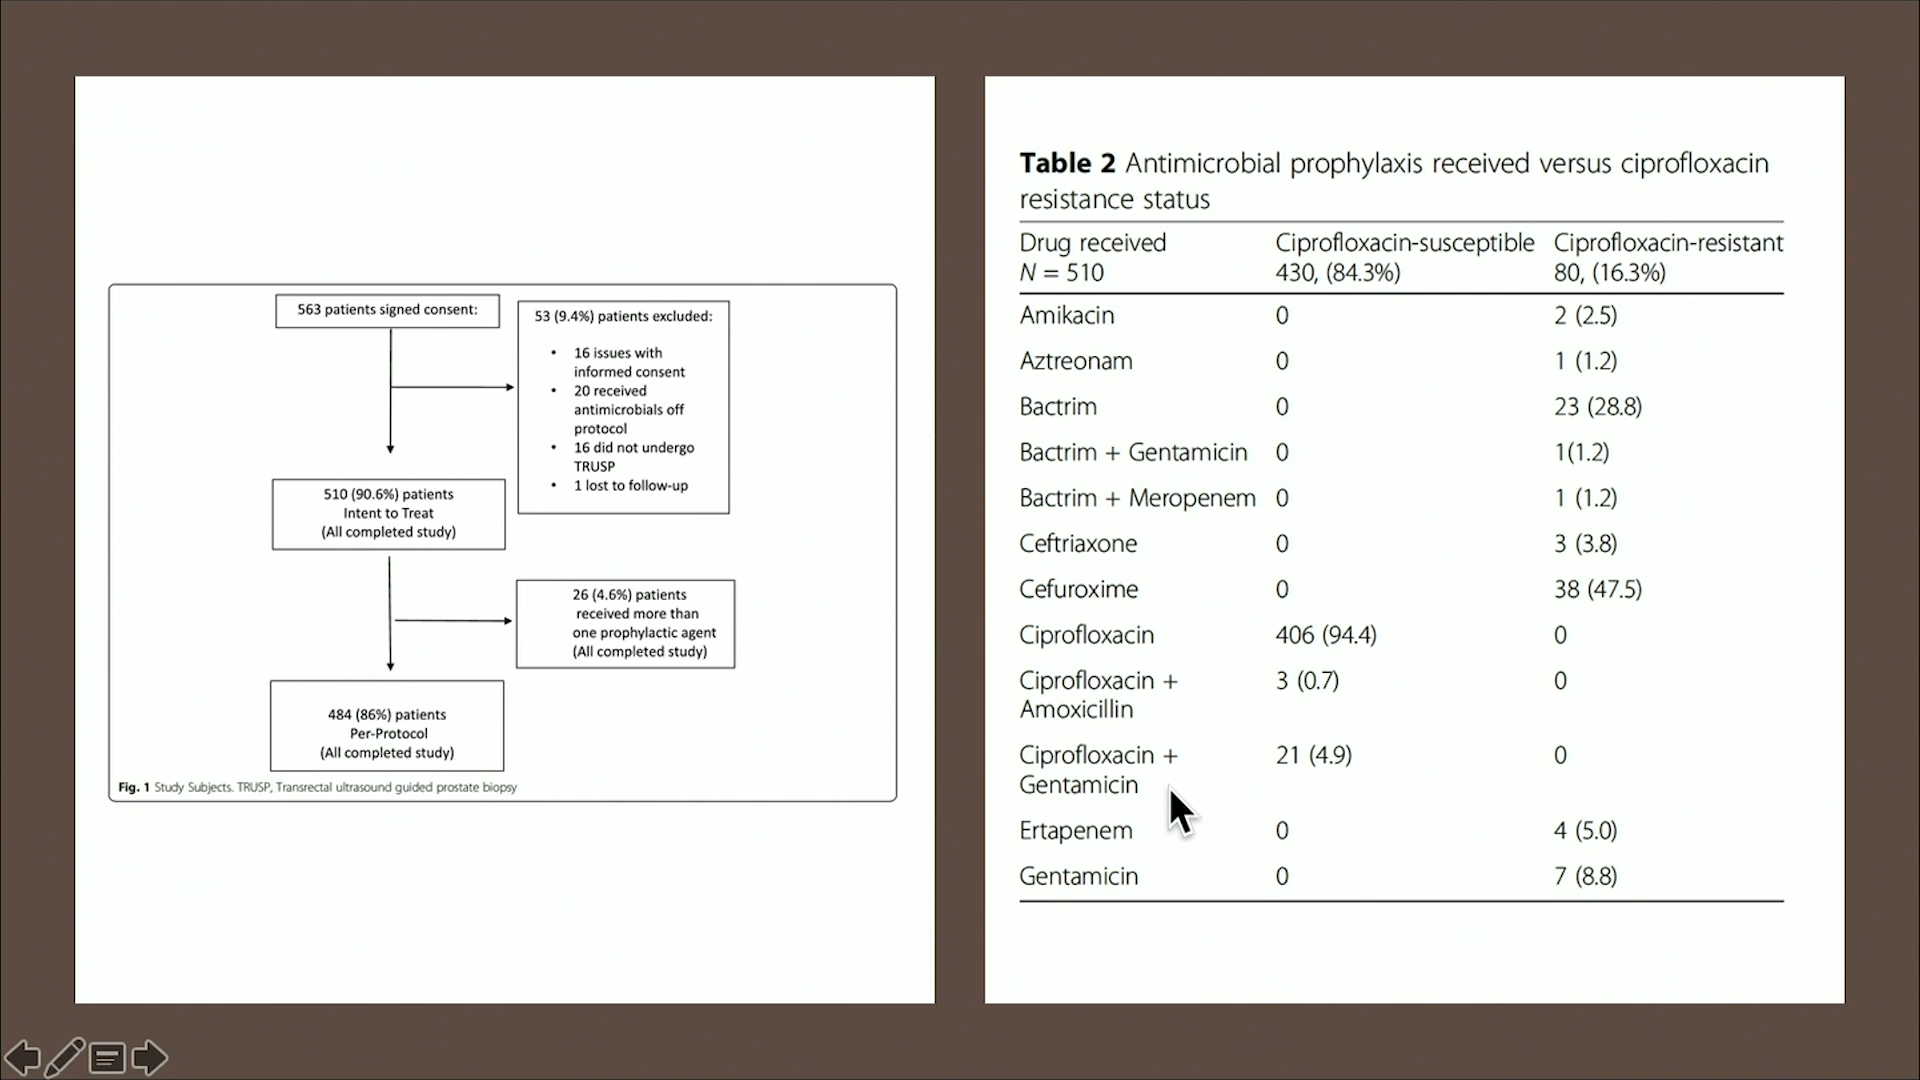 563 patients signed consent:
53 (9.4%) patients excluded:
• 16 issues with
informed consent
• 20 received
antimicrobials off
protocol
• 16 did not undergo
TRUSP
• 1 lost to follow-up
510 (90.6%) patients
Intent to Treat
(All completed study)
26 (4.6%) patients
received more than
one prophylactic agent
(All completed study)
484 (86%) patients
Per-Protocol
(All completed study)
Fig. 1 Study Subjects. TRUSP, Transrectal ultrasound guided prostate biopsy
Table 2 Antimicrobial prophylaxis received versus ciprofloxacin
resistance status
Drug received Ciprofloxacin-susceptible Ciprofloxacin-resistant
N = 510 430, (84.3%) 80, (16.3%)
Amikacin 0 2 (2.5)
Aztreonam 0 1 (1.2)
Bactrim 0 23 (28.8)
Bactrim + Gentamicin 0 1(1.2)
Bactrim + Meropenem 0 1 (1.2)
Ceftriaxone 0 3 (3.8)
Cefuroxime 0 38 (47.5)
Ciprofloxacin 406 (94.4) 0
Ciprofloxacin + 3 (0.7) 0
Amoxicillin
Ciprofloxacin + 21 (4.9) 0
Gentamicin
Ertapenem 0 4 (5.0)
Gentamicin 0 7 (8.8)